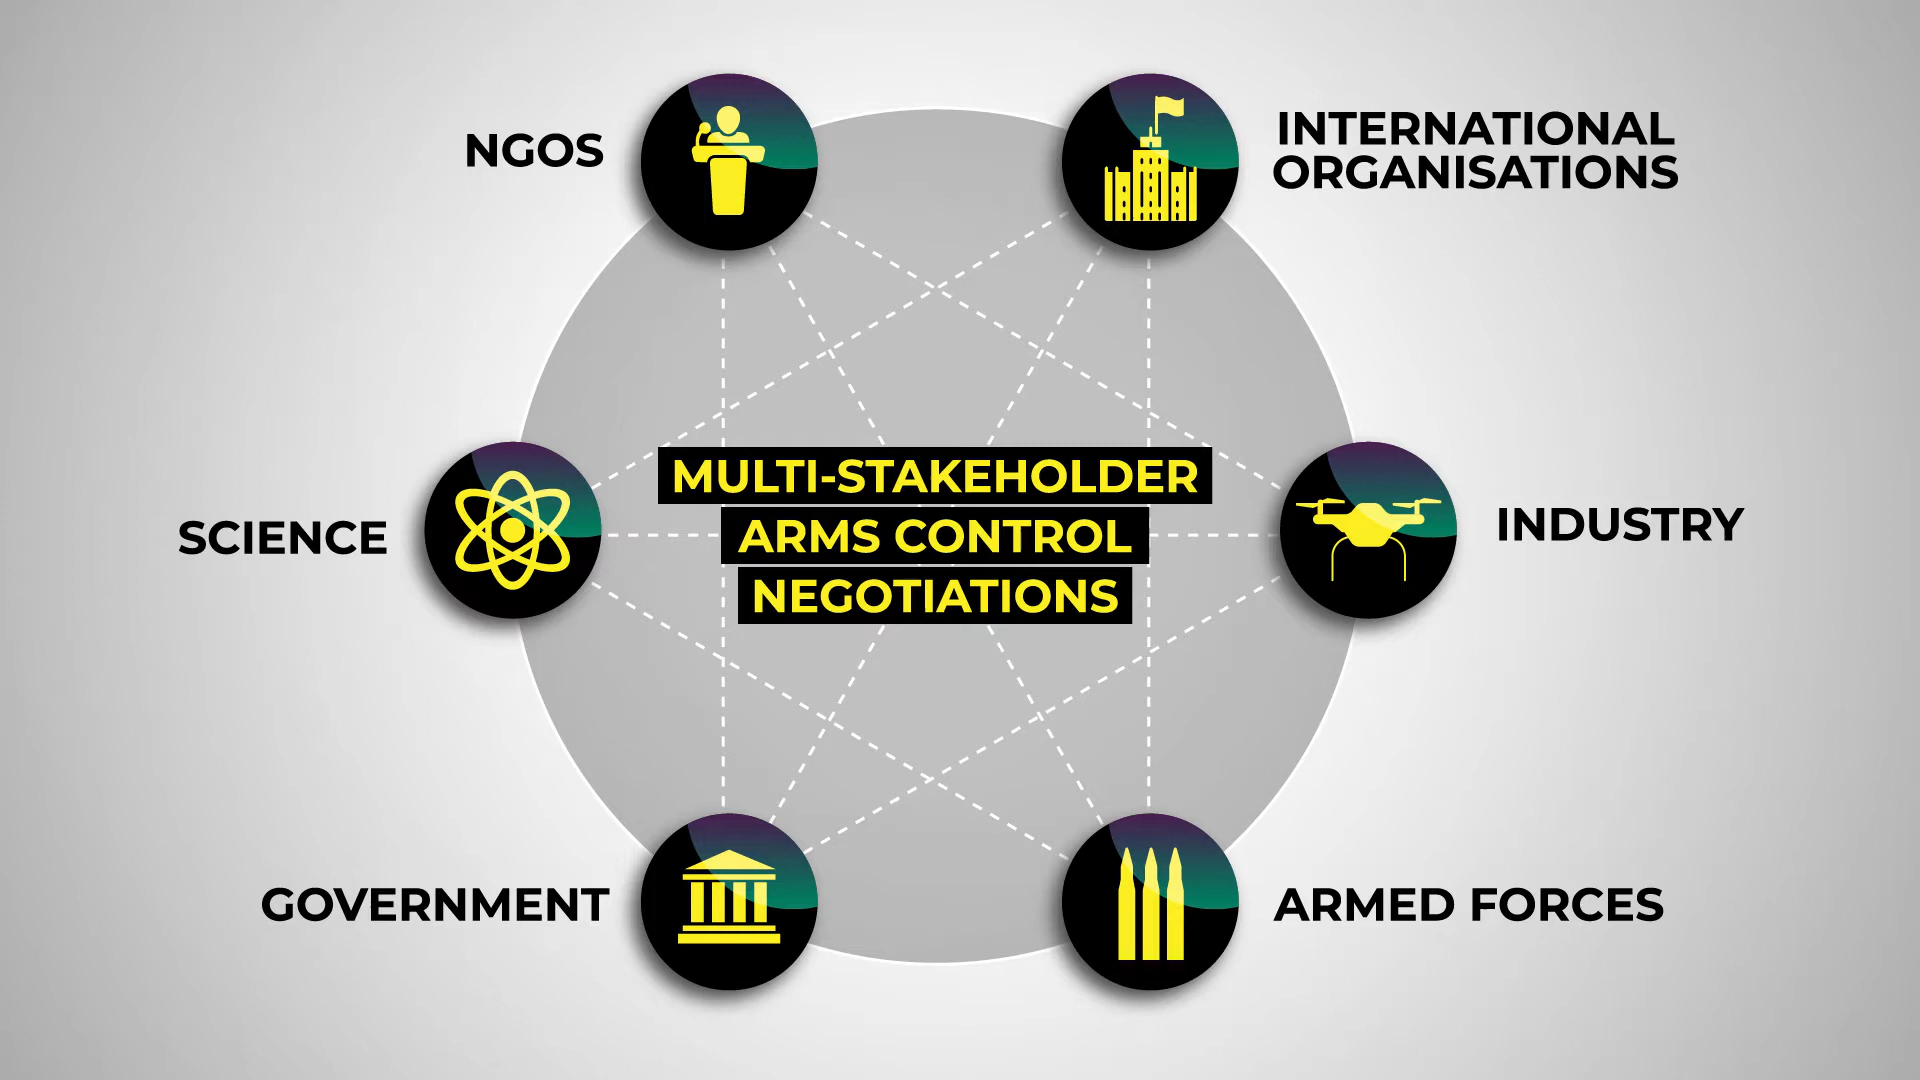 NGOS
INTERNATIONAL
ORGANISATIONS
SCIENCE
MULTI-STAKEHOLDER
ARMS CONTROL
NEGOTIATIONS
INDUSTRY
GOVERNMENT
ARMED FORCES